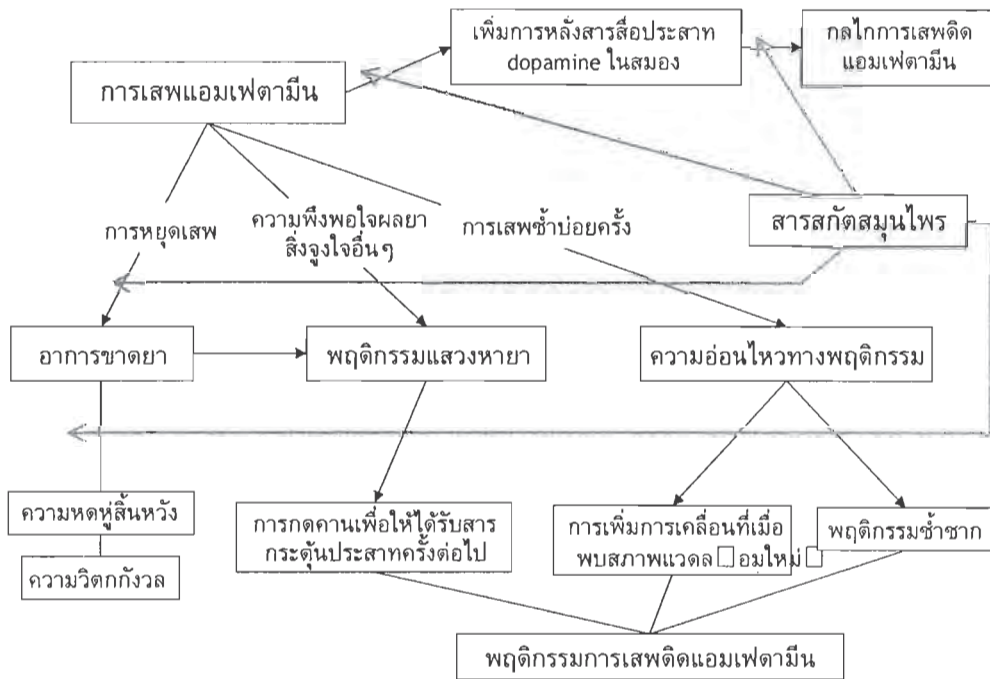 เพิ่มการหลั่งสารสื่อประสาท
dopamine ในสมอง
กลไกการเสพติด
แอมเฟตามีน
การเสพแอมเฟตามีน
สารสกัดสมุนไพร
การหยุดเสพ
ความพึงพอใจผลยา
สิ่งจูงใจอื่นๆ
การเสพซ้ำบ่อยครั้ง
อาการขาดยา
พฤติกรรมแสวงหายา
ความอ่อนไหวทางพฤติกรรม
ความหดหู่สิ้นหวัง
ความวิตกกังวล
การกดคานเพื่อให้ได้รับสาร
กระตุ้นประสาทครั้งต่อไป
การเพิ่มการเคลื่อนที่เมื่อ
พบสภาพแวดล□อมใหม่□
พฤติกรรมซ้ำซาก
พฤติกรรมการเสพติดแอมเฟตามีน